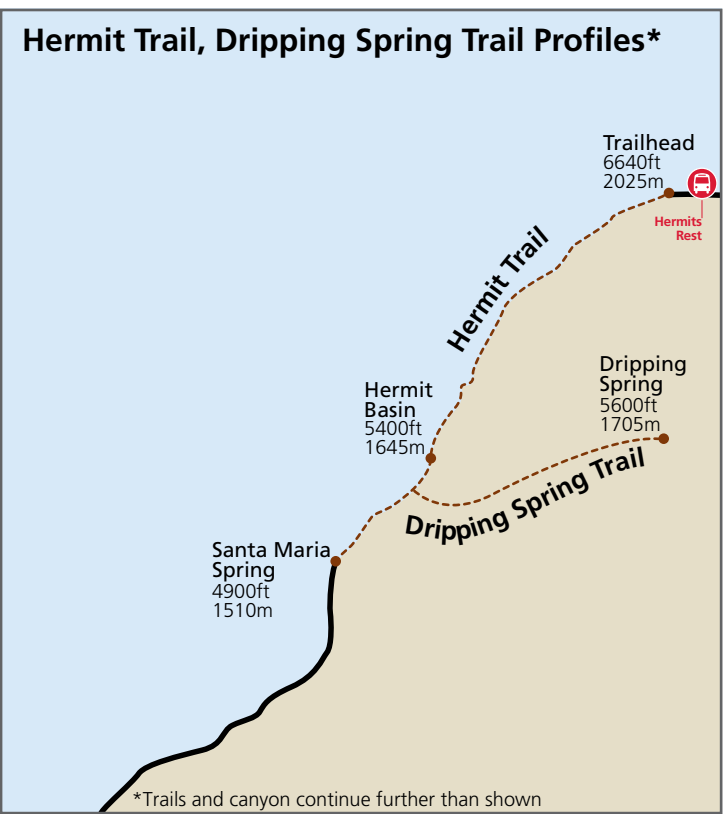 Hermit Trail, Dripping Spring Trail Profiles*
Trailhead
6640ft
2025m
Hermits
Rest
Hermit Trail
Dripping
Spring
5600ft
1705m
Hermit
Basin
5400ft
1645m
Dripping Spring Trail
Santa Maria
Spring
4900ft
1510m
*Trails and canyon continue further than shown